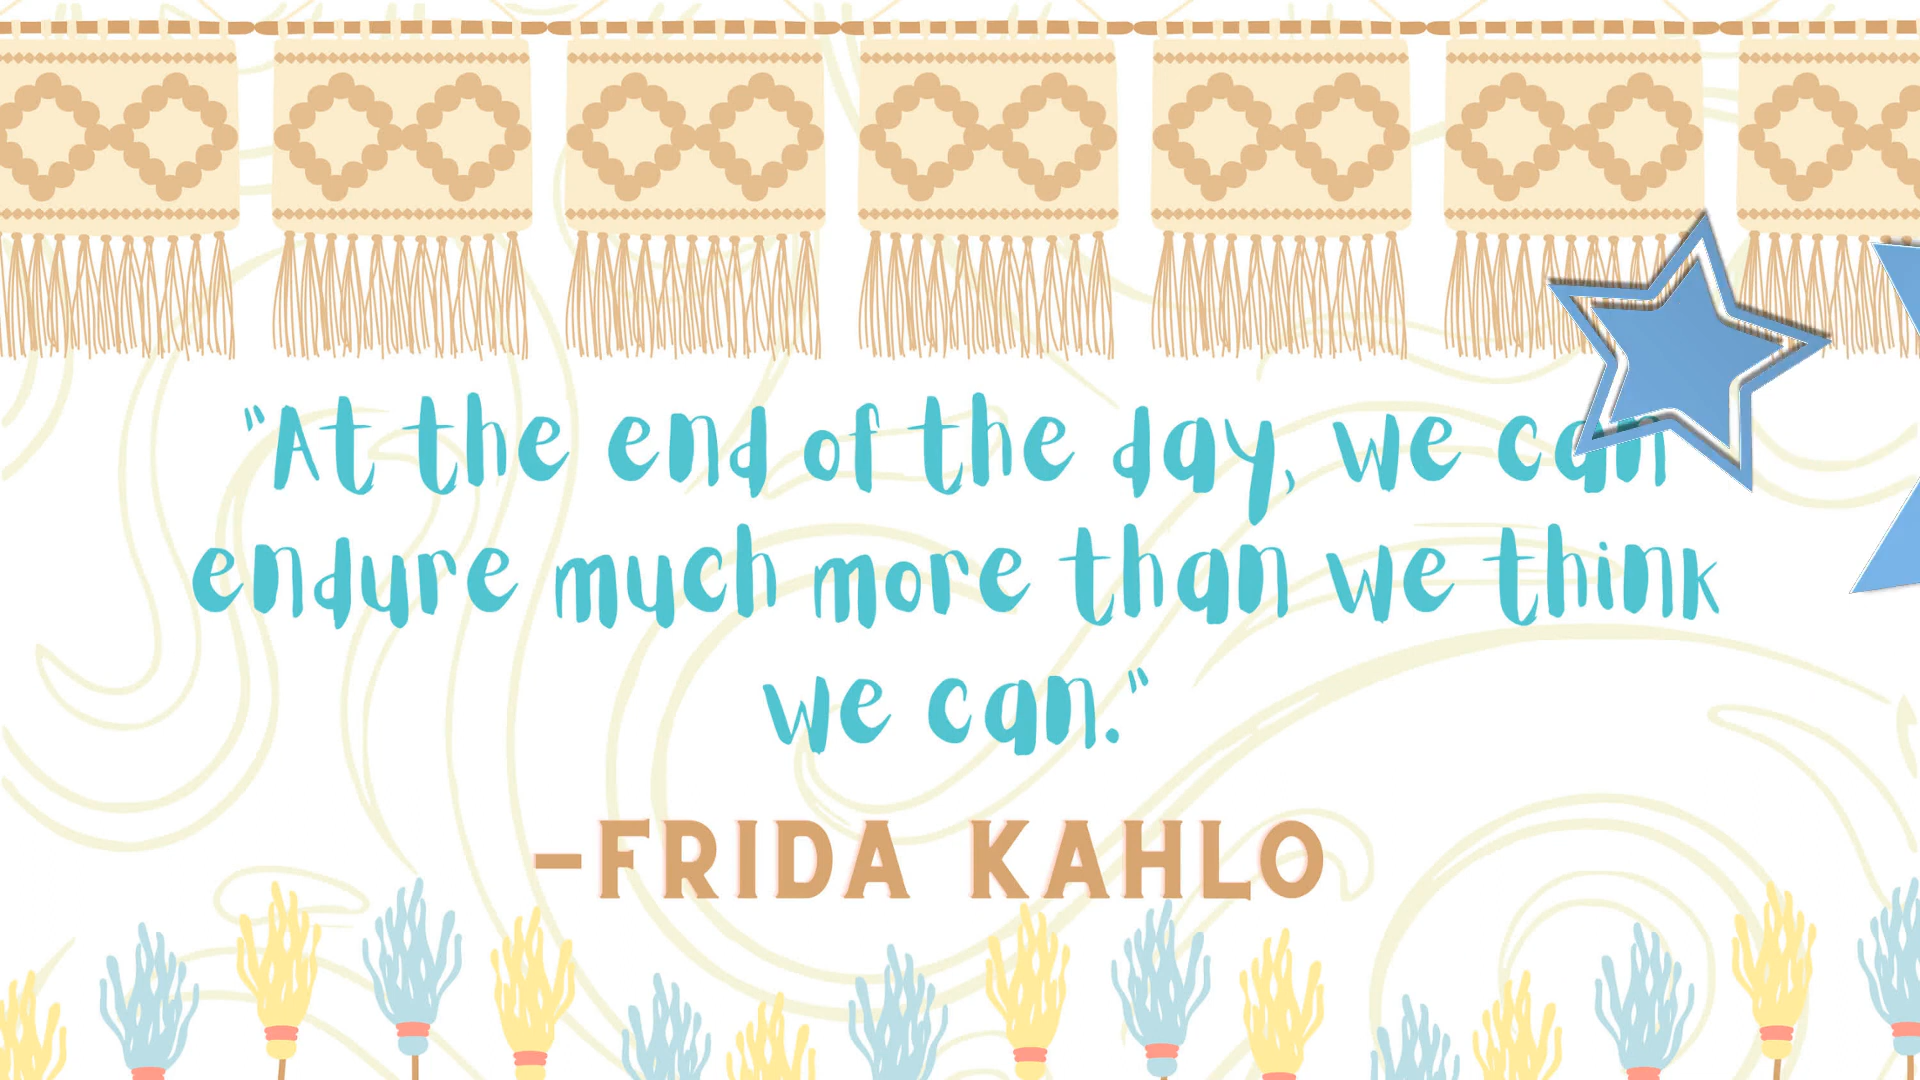 "At the end of the day, we can
endure much more than we think
we can."
-FRIDA KAHLO